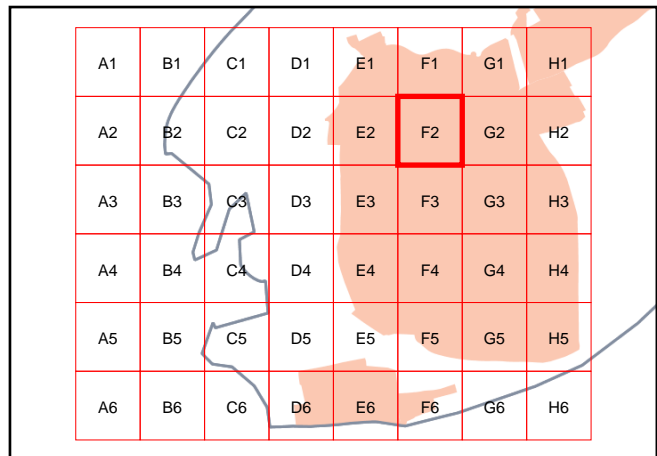 A1 B1 C1 D1 E1 F1 G1 H1
A2 B2 C2 D2 E2 F2 G2 H2
A3 B3 C3 D3 E3 F3 G3 H3
A4 B4 C4 D4 E4 F4 G4 H4
A5 B5 C5 D5 E5 F5 G5 H5
A6 B6 C6 D6 E6 F6 G6 H6